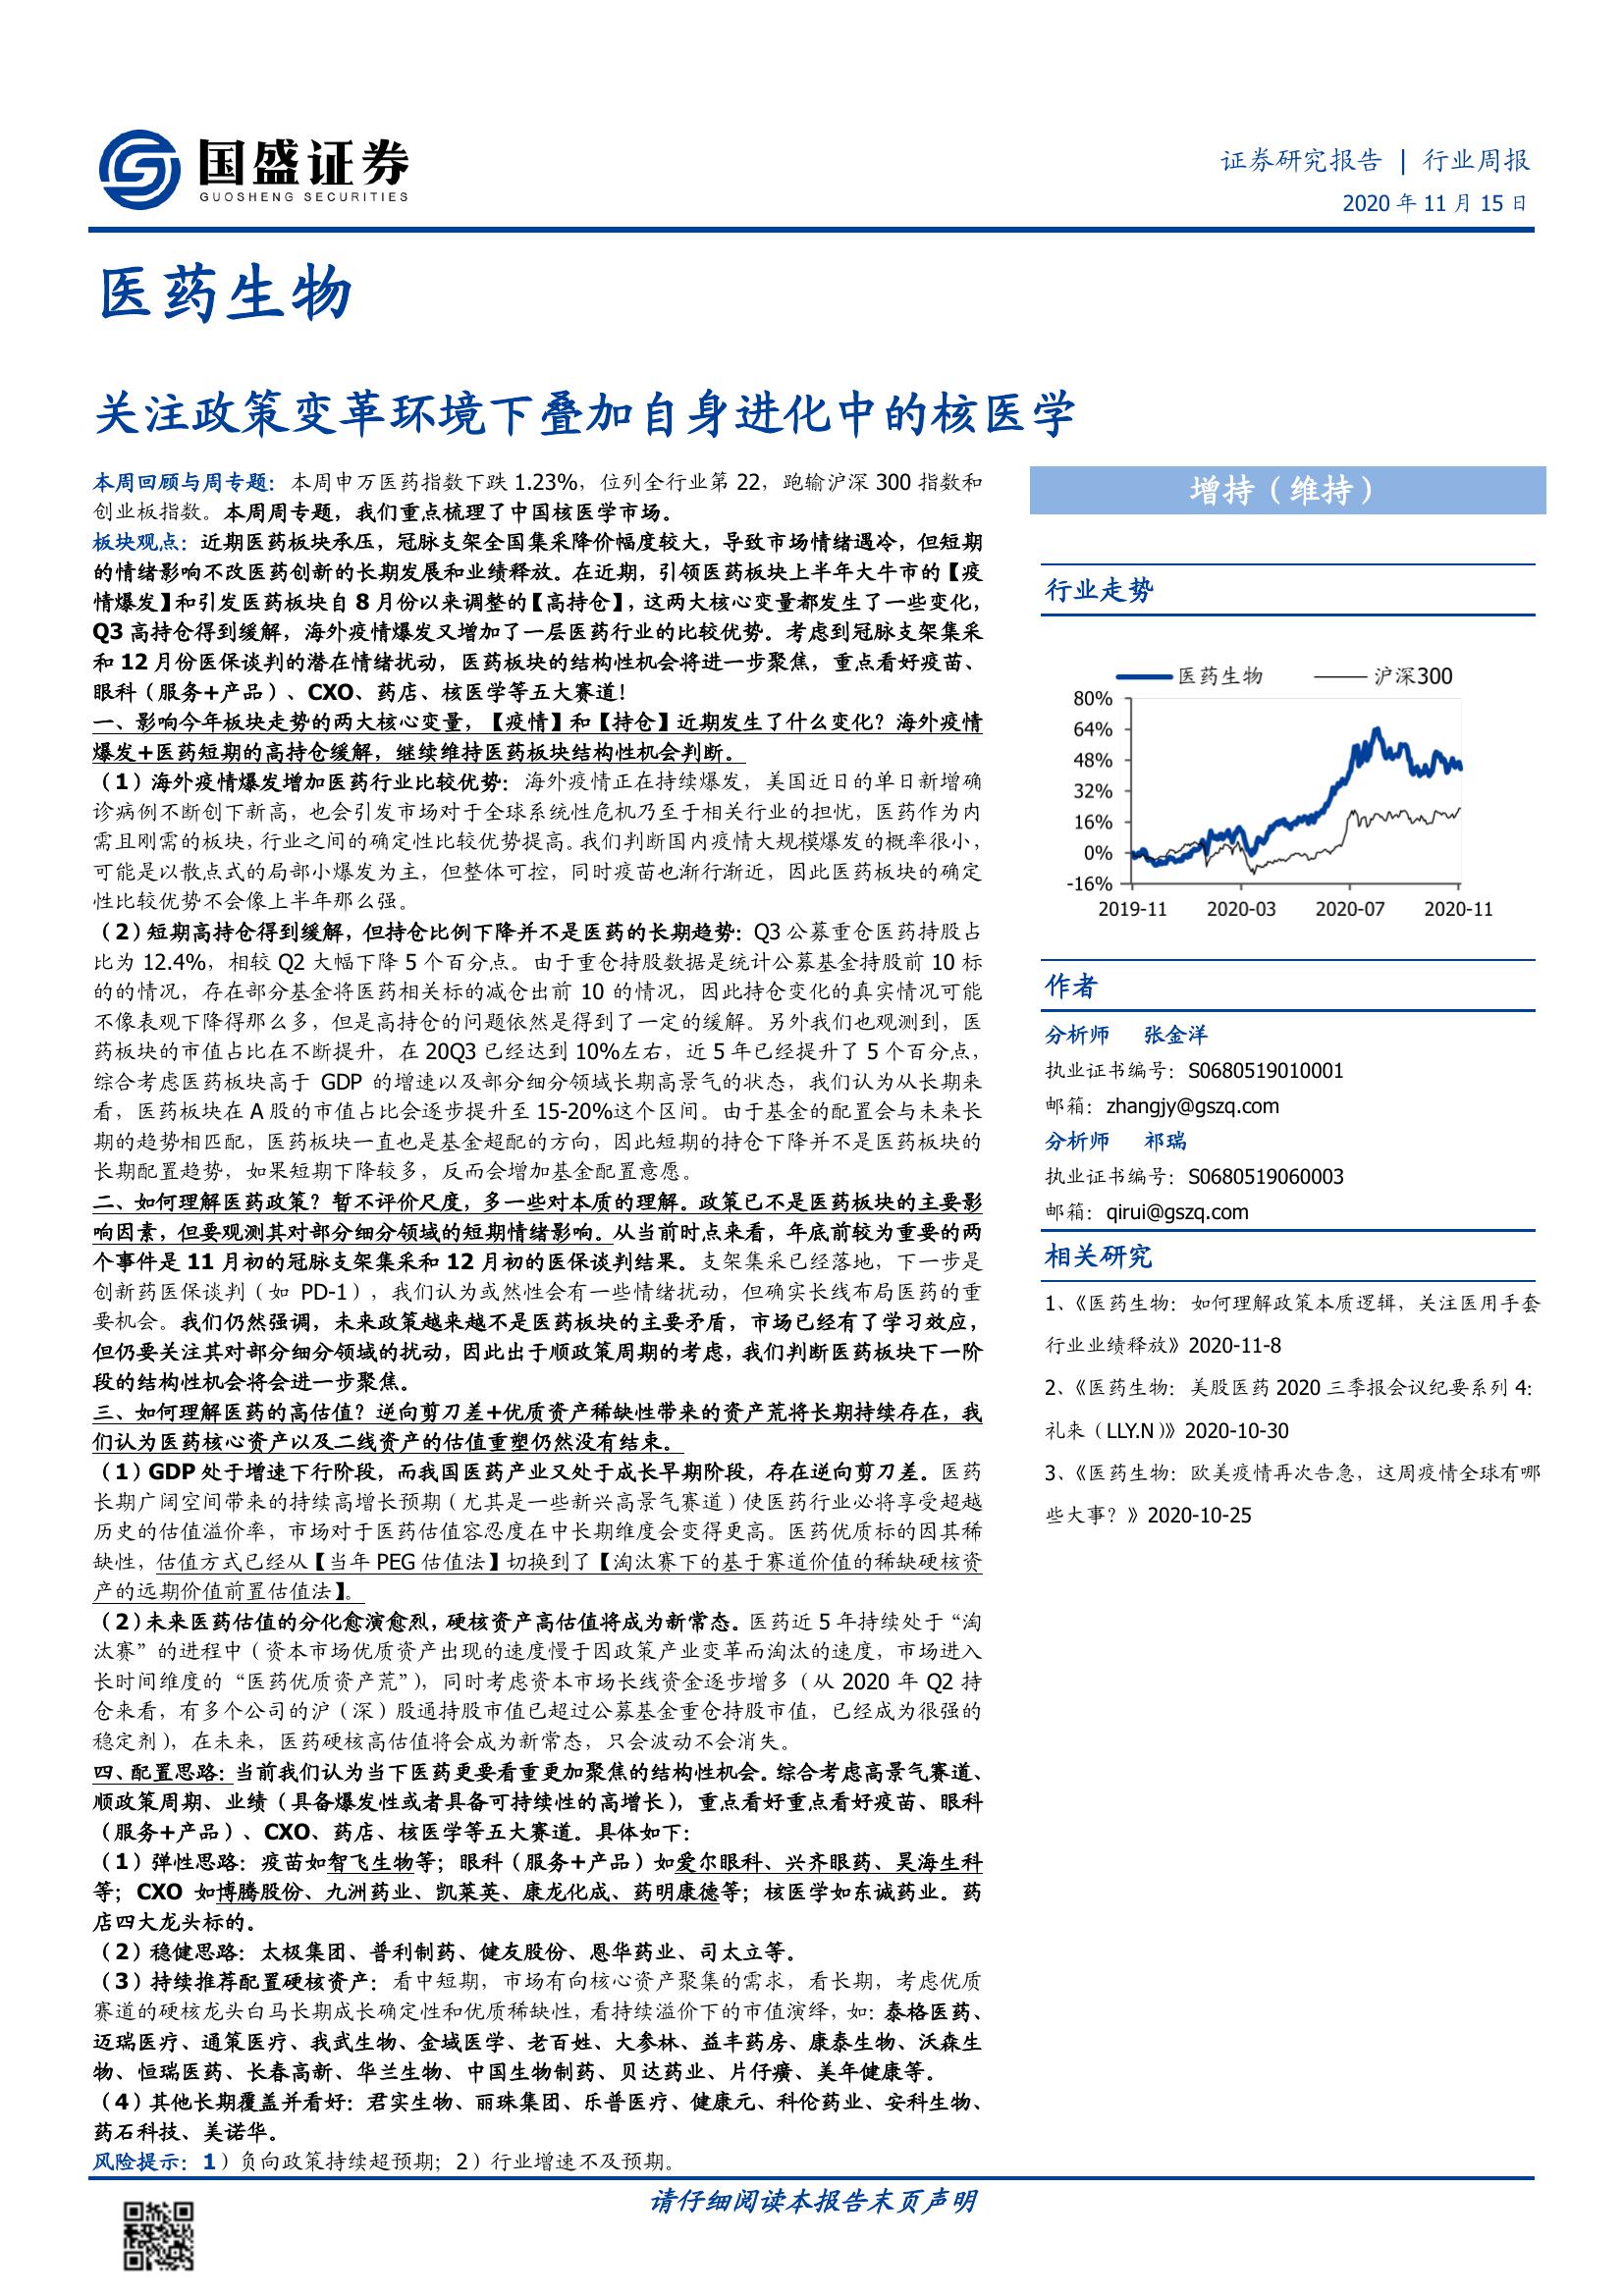 国盛证券
GUOSHENG SECURITIES
证券研究报告 | 行业周报
2020 年 11 月 15 日
医药生物
关注政策变革环境下叠加自身进化中的核医学
本周回顾与周专题：本周申万医药指数下跌 1.23%，位列全行业第 22，跑输沪深 300 指数和
创业板指数。本周周专题，我们重点梳理了中国核医学市场。
板块观点：近期医药板块承压，冠脉支架全国集采降价幅度较大，导致市场情绪遇冷，但短期
的情绪影响不改医药创新的长期发展和业绩释放。在近期，引领医药板块上半年大牛市的【疫
情爆发】和引发医药板块自 8 月份以来调整的【高持仓】，这两大核心变量都发生了一些变化，
Q3 高持仓得到缓解，海外疫情爆发又增加了一层医药行业的比较优势。考虑到冠脉支架集采
和 12 月份医保谈判的潜在情绪扰动，医药板块的结构性机会将进一步聚焦，重点看好疫苗、
眼科（服务+产品）、CXO、药店、核医学等五大赛道！
一、影响今年板块走势的两大核心变量，【疫情】和【持仓】近期发生了什么变化？海外疫情
爆发+医药短期的高持仓缓解，继续维持医药板块结构性机会判断。
（1）海外疫情爆发增加医药行业比较优势：海外疫情正在持续爆发，美国近日的单日新增确
诊病例不断创下新高，也会引发市场对于全球系统性危机乃至于相关行业的担忧，医药作为内
需且刚需的板块，行业之间的确定性比较优势提高。我们判断国内疫情大规模爆发的概率很小，
可能是以散点式的局部小爆发为主，但整体可控，同时疫苗也渐行渐近，因此医药板块的确定
性比较优势不会像上半年那么强。
（2）短期高持仓得到缓解，但持仓比例下降并不是医药的长期趋势：Q3 公募重仓医药持股占
比为 12.4%，相较 Q2 大幅下降 5 个百分点。由于重仓持股数据是统计公募基金持股前 10 标
的的情况，存在部分基金将医药相关标的减仓出前 10 的情况，因此持仓变化的真实情况可能
不像表观下降得那么多，但是高持仓的问题依然是得到了一定的缓解。另外我们也观测到，医
药板块的市值占比在不断提升，在 20Q3 已经达到 10%左右，近 5 年已经提升了 5 个百分点，
综合考虑医药板块高于 GDP 的增速以及部分细分领域长期高景气的状态，我们认为从长期来
看，医药板块在 A 股的市值占比会逐步提升至 15-20%这个区间。由于基金的配置会与未来长
期的趋势相匹配，医药板块一直也是基金超配的方向，因此短期的持仓下降并不是医药板块的
长期配置趋势，如果短期下降较多，反而会增加基金配置意愿。
二、如何理解医药政策？暂不评价尺度，多一些对本质的理解。政策已不是医药板块的主要影
响因素，但要观测其对部分细分领域的短期情绪影响。从当前时点来看，年底前较为重要的两
个事件是 11 月初的冠脉支架集采和 12 月初的医保谈判结果。支架集采已经落地，下一步是
创新药医保谈判（如 PD-1），我们认为或然性会有一些情绪扰动，但确实长线布局医药的重
要机会。我们仍然强调，未来政策越来越不是医药板块的主要矛盾，市场已经有了学习效应，
但仍要关注其对部分细分领域的扰动，因此出于顺政策周期的考虑，我们判断医药板块下一阶
段的结构性机会将会进一步聚焦。
三、如何理解医药的高估值？逆向剪刀差+优质资产稀缺性带来的资产荒将长期持续存在，我
们认为医药核心资产以及二线资产的估值重塑仍然没有结束。
（1）GDP 处于增速下行阶段，而我国医药产业又处于成长早期阶段，存在逆向剪刀差。医药
长期广阔空间带来的持续高增长预期（尤其是一些新兴高景气赛道）使医药行业必将享受超越
历史的估值溢价率，市场对于医药估值容忍度在中长期维度会变得更高。医药优质标的因其稀
缺性，估值方式已经从【当年 PEG 估值法】切换到了【淘汰赛下的基于赛道价值的稀缺硬核资
产的远期价值前置估值法】。
（2）未来医药估值的分化愈演愈烈，硬核资产高估值将成为新常态。医药近 5 年持续处于“淘
汰赛”的进程中（资本市场优质资产出现的速度慢于因政策产业变革而淘汰的速度，市场进入
长时间维度的“医药优质资产荒”），同时考虑资本市场长线资金逐步增多（从 2020 年 Q2 持
仓来看，有多个公司的沪（深）股通持股市值已超过公募基金重仓持股市值，已经成为很强的
稳定剂），在未来，医药硬核高估值将会成为新常态，只会波动不会消失。
四、配置思路：当前我们认为当下医药更要看重更加聚焦的结构性机会。综合考虑高景气赛道、
顺政策周期、业绩（具备爆发性或者具备可持续性的高增长），重点看好重点看好疫苗、眼科
（服务+产品）、CXO、药店、核医学等五大赛道。具体如下：
（1）弹性思路：疫苗如智飞生物等；眼科（服务+产品）如爱尔眼科、兴齐眼药、昊海生科
等；CXO 如博腾股份、九洲药业、凯莱英、康龙化成、药明康德等；核医学如东诚药业。药
店四大龙头标的。
（2）稳健思路：太极集团、普利制药、健友股份、恩华药业、司太立等。
（3）持续推荐配置硬核资产：看中短期，市场有向核心资产聚集的需求，看长期，考虑优质
赛道的硬核龙头白马长期成长确定性和优质稀缺性，看持续溢价下的市值演绎，如：泰格医药、
迈瑞医疗、通策医疗、我武生物、金域医学、老百姓、大参林、益丰药房、康泰生物、沃森生
物、恒瑞医药、长春高新、华兰生物、中国生物制药、贝达药业、片仔癀、美年健康等。
（4）其他长期覆盖并看好：君实生物、丽珠集团、乐普医疗、健康元、科伦药业、安科生物、
药石科技、美诺华。
风险提示：1）负向政策持续超预期；2）行业增速不及预期。
增持（维持）
行业走势
医药生物 沪深300
80%
64%
48%
32%
16%
0%
-16%
2019-11 2020-03 2020-07 2020-11
作者
分析师 张金洋
执业证书编号：S0680519010001
邮箱：zhangjy@gszq.com
分析师 祁瑞
执业证书编号：S0680519060003
邮箱：qirui@gszq.com
相关研究
1、《医药生物：如何理解政策本质逻辑，关注医用手套
行业业绩释放》2020-11-8
2、《医药生物：美股医药 2020 三季报会议纪要系列 4：
礼来（LLY.N）》2020-10-30
3、《医药生物：欧美疫情再次告急，这周疫情全球有哪
些大事？》2020-10-25
请仔细阅读本报告末页声明